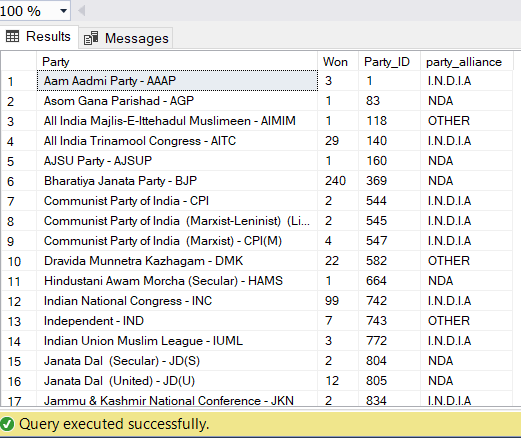 100 %
Results Messages
Party Won Party_ID party_alliance
1 Aam Aadmi Party - AAAP 3 1 I.N.D.I.A
2 Asom Gana Parishad - AGP 1 83 NDA
3 All India Majlis-E-Ittehadul Muslimeen - AIMIM 1 118 OTHER
4 All India Trinamool Congress - AITC 29 140 I.N.D.I.A
5 AJSU Party - AJSUP 1 160 NDA
6 Bharatiya Janata Party - BJP 240 369 NDA
7 Communist Party of India - CPI 2 544 I.N.D.I.A
8 Communist Party of India (Marxist-Leninist) (Li... 2 545 I.N.D.I.A
9 Communist Party of India (Marxist) - CPI(M) 4 547 I.N.D.I.A
10 Dravida Munnetra Kazhagam - DMK 22 582 OTHER
11 Hindustani Awam Morcha (Secular) - HAMS 1 664 NDA
12 Indian National Congress - INC 99 742 I.N.D.I.A
13 Independent - IND 7 743 OTHER
14 Indian Union Muslim League - IUML 3 772 I.N.D.I.A
15 Janata Dal (Secular) - JD(S) 2 804 NDA
16 Janata Dal (United) - JD(U) 12 805 NDA
17 Jammu & Kashmir National Conference - JKN 2 834 I.N.D.I.A
Query executed successfully.